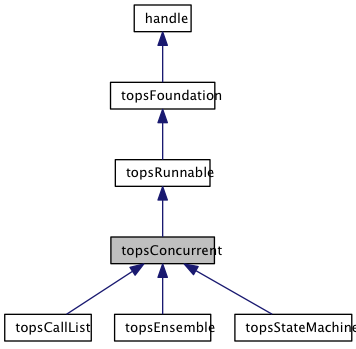 handle
topsFoundation
topsRunnable
topsConcurrent
topsCallList
topsEnsemble
topsStateMachine